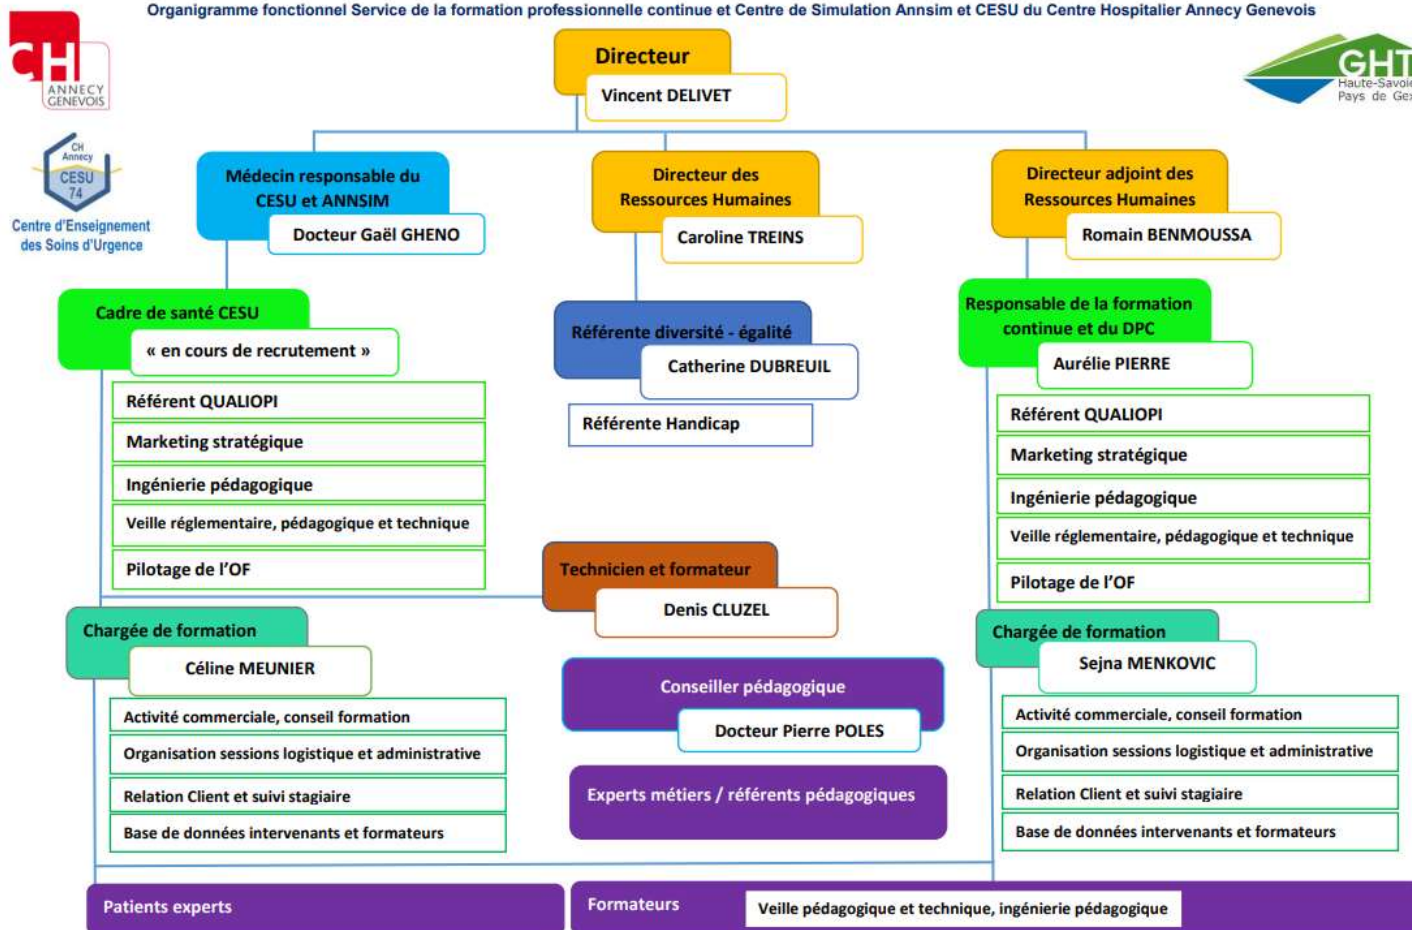 Organigramme fonctionnel Service de la formation professionnelle continue et Centre de Simulation Annsim et CESU du Centre Hospitalier Annecy Genevois
CH
ANNECY
GENEVOIS
Directeur
Vincent DELIVET
GHT
Haute-Savoie
Pays de Gex
CH
Annecy
CESU
74
Centre d'Enseignement
des Soins d'Urgence
Médecin responsable du
CESU et ANNSIM
Docteur Gaël GHENO
Directeur des
Ressources Humaines
Caroline TREINS
Directeur adjoint des
Ressources Humaines
Romain BENMOUSSA
Cadre de santé CESU
« en cours de recrutement »
Référent QUALIOPI
Marketing stratégique
Ingénierie pédagogique
Veille réglementaire, pédagogique et technique
Pilotage de l'OF
Référente diversité - égalité
Catherine DUBREUIL
Référente Handicap
Responsable de la formation
continue et du DPC
Aurélie PIERRE
Référent QUALIOPI
Marketing stratégique
Ingénierie pédagogique
Veille réglementaire, pédagogique et technique
Pilotage de l'OF
Technicien et formateur
Denis CLUZEL
Chargée de formation
Céline MEUNIER
Activité commerciale, conseil formation
Organisation sessions logistique et administrative
Relation Client et suivi stagiaire
Base de données intervenants et formateurs
Conseiller pédagogique
Docteur Pierre POLES
Experts métiers / référents pédagogiques
Chargée de formation
Sejna MENKOVIC
Activité commerciale, conseil formation
Organisation sessions logistique et administrative
Relation Client et suivi stagiaire
Base de données intervenants et formateurs
Patients experts
Formateurs
Veille pédagogique et technique, ingénierie pédagogique